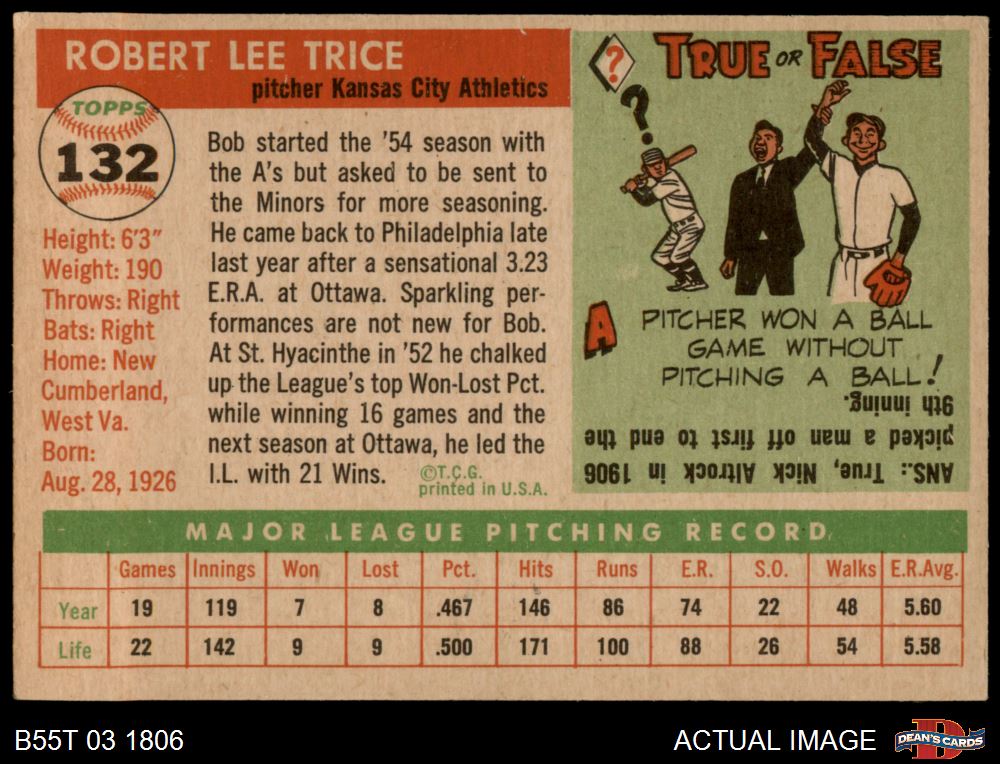 ROBERT LEE TRICE
pitcher Kansas City Athletics
TOPPS
132
Height: 6'3"
Weight: 190
Throws: Right
Bats: Right
Home: New
Cumberland,
West Va.
Born:
Aug. 28, 1926
Bob started the '54 season with
the A's but asked to be sent to
the Minors for more seasoning.
He came back to Philadelphia late
last year after a sensational 3.23
E.R.A. at Ottawa. Sparkling per-
formances are not new for Bob.
At St. Hyacinthe in '52 he chalked
up the League's top Won-Lost Pct.
while winning 16 games and the
next season at Ottawa, he led the
I.L. with 21 Wins.
©T.C.G.
printed in U.S.A.
?
?
TRUE OR FALSE
A PITCHER WON A BALL
GAME WITHOUT
PITCHING A BALL!
ANS.: True, Nick Altrock in 1906
picked a man off first to end the
9th inning.
MAJOR LEAGUE PITCHING RECORD
Games Innings Won Lost Pct. Hits Runs E.R. S.O. Walks E.R.Avg.
Year 19 119 7 8 .467 146 86 74 22 48 5.60
Life 22 142 9 9 .500 171 100 88 26 54 5.58
B55T 03 1806
ACTUAL IMAGE
DEAN'S CARDS